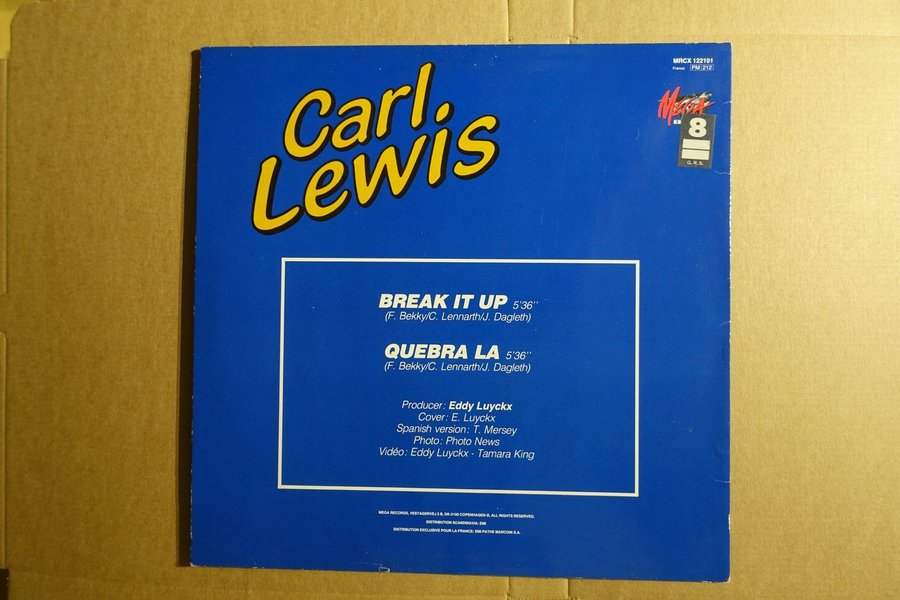 MRCX 122191
France: PM 212
MEGA
8
G. R. S.
Carl
Lewis
BREAK IT UP 5'36''
(F. Bekky/C. Lennarth/J. Dagleth)
QUEBRA LA 5'36''
(F. Bekky/C. Lennarth/J. Dagleth)
Producer: Eddy Luyckx
Cover: E. Luyckx
Spanish version: T. Mersey
Photo: Photo News
Vidéo: Eddy Luyckx - Tamara King
MEGA RECORDS, VESTAGERVEJ 3 B, DK-2100 COPENHAGEN Ø, ALL RIGHTS RESERVED.
DISTRIBUTION SCANDINAVIA: EMI
DISTRIBUTION EXCLUSIVE POUR LA FRANCE: EMI PATHE MARCONI S.A.